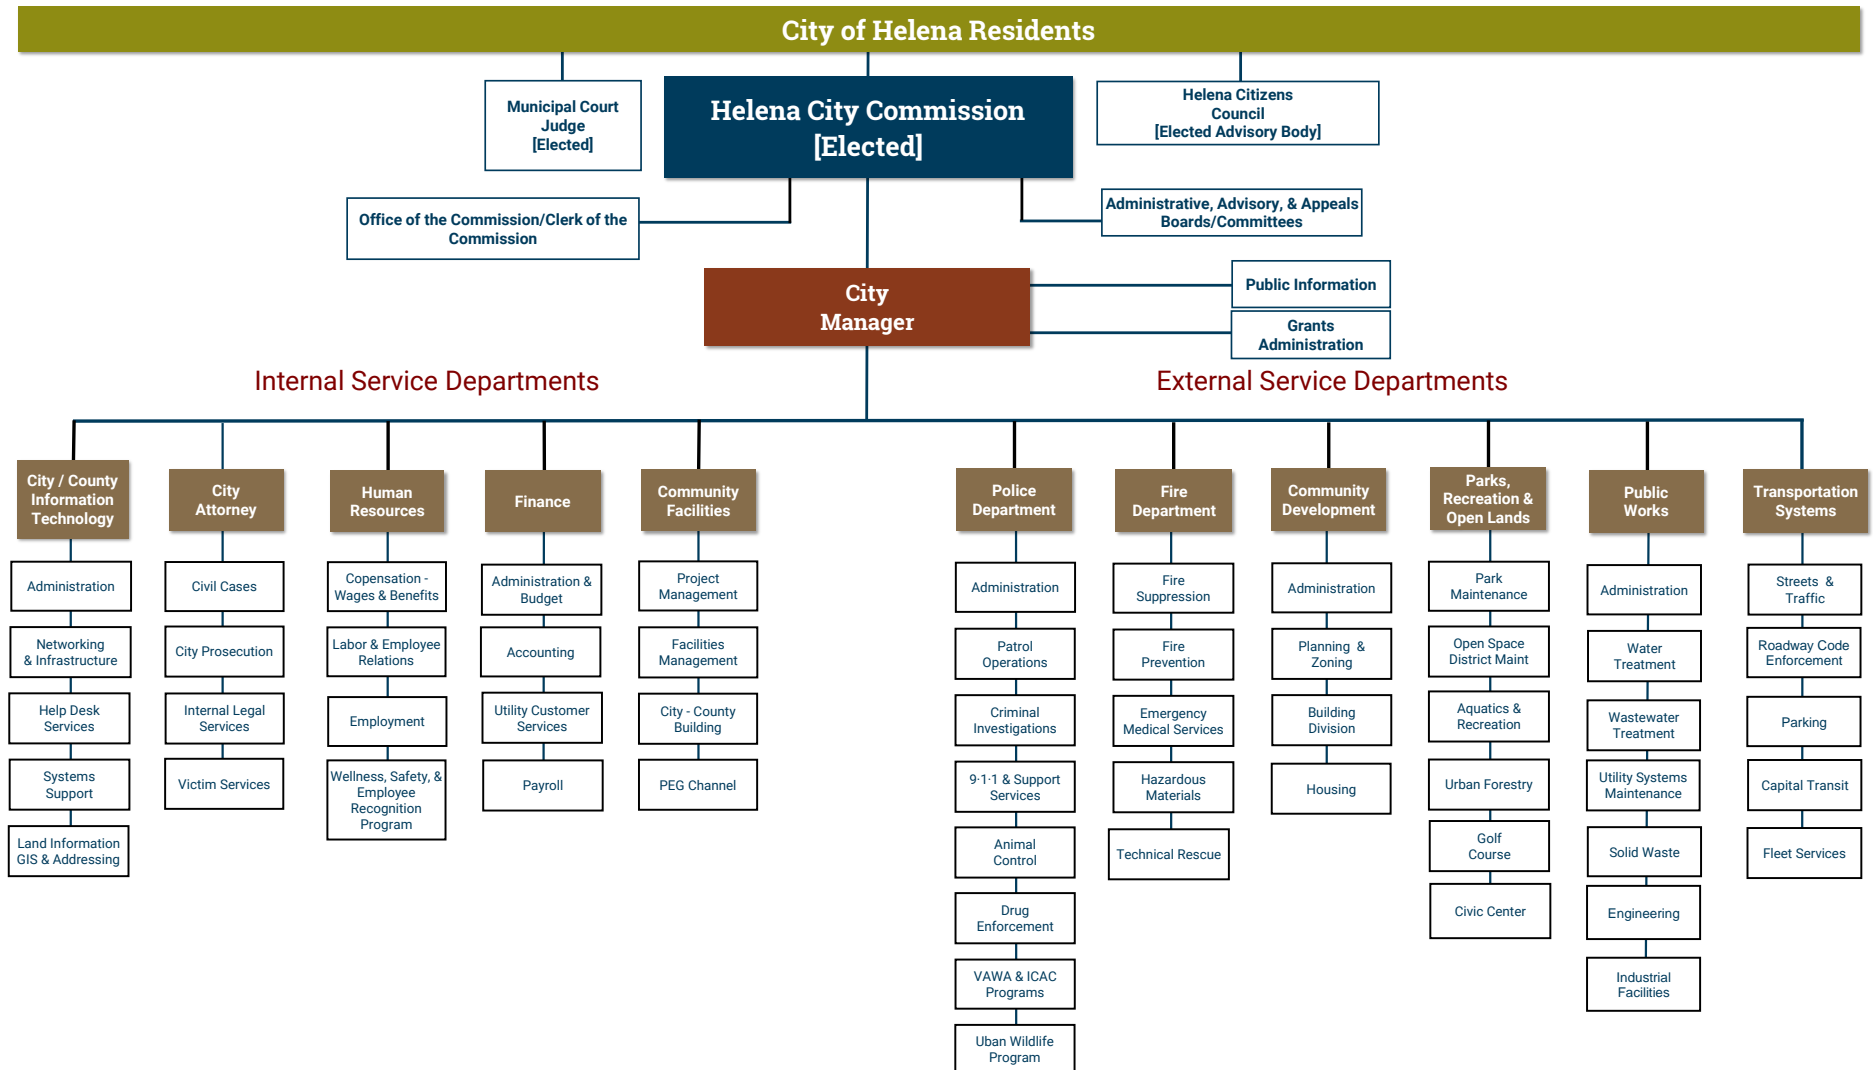 City of Helena Residents
Municipal Court
Judge
[Elected]
Helena City Commission
[Elected]
Helena Citizens
Council
[Elected Advisory Body]
Office of the Commission/Clerk of the
Commission
Administrative, Advisory, & Appeals
Boards/Committees
City
Manager
Public Information
Grants
Administration
Internal Service Departments
External Service Departments
City / County
Information
Technology
Administration
Networking
& Infrastructure
Help Desk
Services
Systems
Support
Land Information
GIS & Addressing
City
Attorney
Civil Cases
City Prosecution
Internal Legal
Services
Victim Services
Human
Resources
Copensation -
Wages & Benefits
Labor & Employee
Relations
Employment
Wellness, Safety, &
Employee
Recognition
Program
Finance
Administration &
Budget
Accounting
Utility Customer
Services
Payroll
Community
Facilities
Project
Management
Facilities
Management
City - County
Building
PEG Channel
Police
Department
Administration
Patrol
Operations
Criminal
Investigations
9-1-1 & Support
Services
Animal
Control
Drug
Enforcement
VAWA & ICAC
Programs
Uban Wildlife
Program
Fire
Department
Fire
Suppression
Fire
Prevention
Emergency
Medical Services
Hazardous
Materials
Technical Rescue
Community
Development
Administration
Planning &
Zoning
Building
Division
Housing
Parks,
Recreation &
Open Lands
Park
Maintenance
Open Space
District Maint
Aquatics &
Recreation
Urban Forestry
Golf
Course
Civic Center
Public
Works
Administration
Water
Treatment
Wastewater
Treatment
Utility Systems
Maintenance
Solid Waste
Engineering
Industrial
Facilities
Transportation
Systems
Streets &
Traffic
Roadway Code
Enforcement
Parking
Capital Transit
Fleet Services